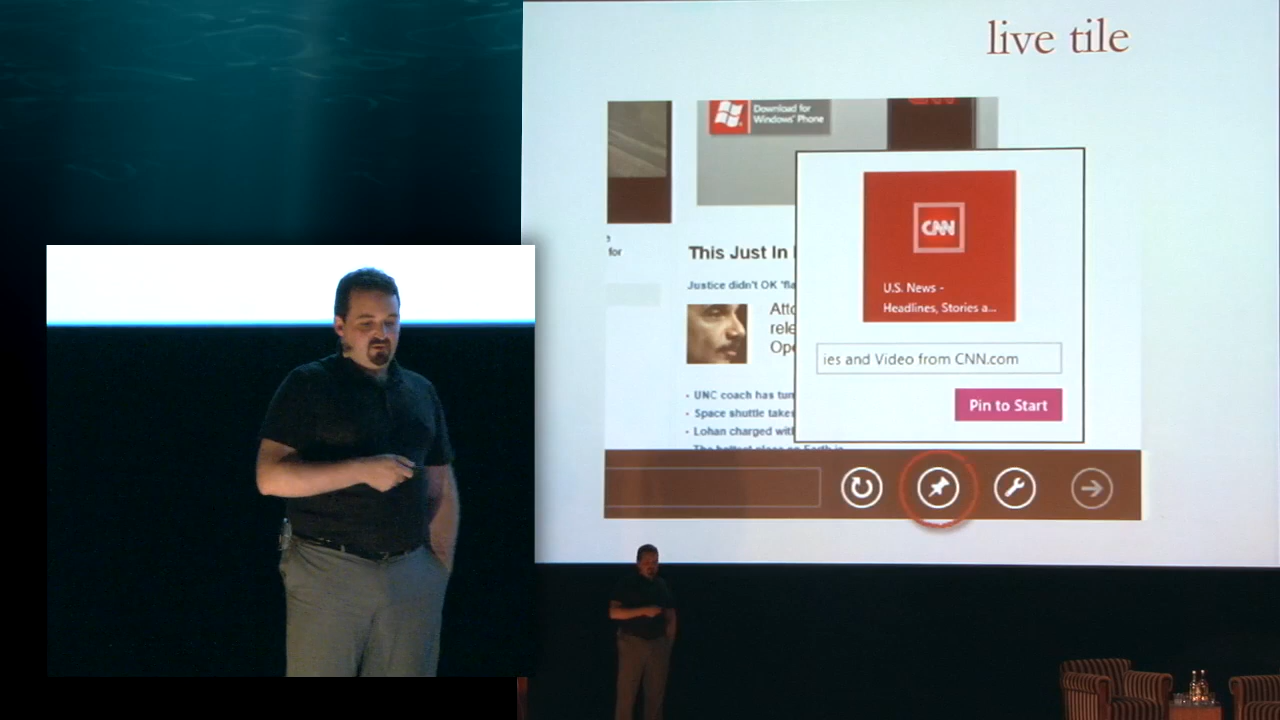 live tile
Download for
Windows® Phone
for
This Just In
Justice didn't OK 'fla
Atto
rele
Ope
• UNC coach has tum
• Space shuttle takes
• Lohan charged with
The hottest place on Earth is
CNN
U.S. News -
Headlines, Stories a...
ies and Video from CNN.com
Pin to Start